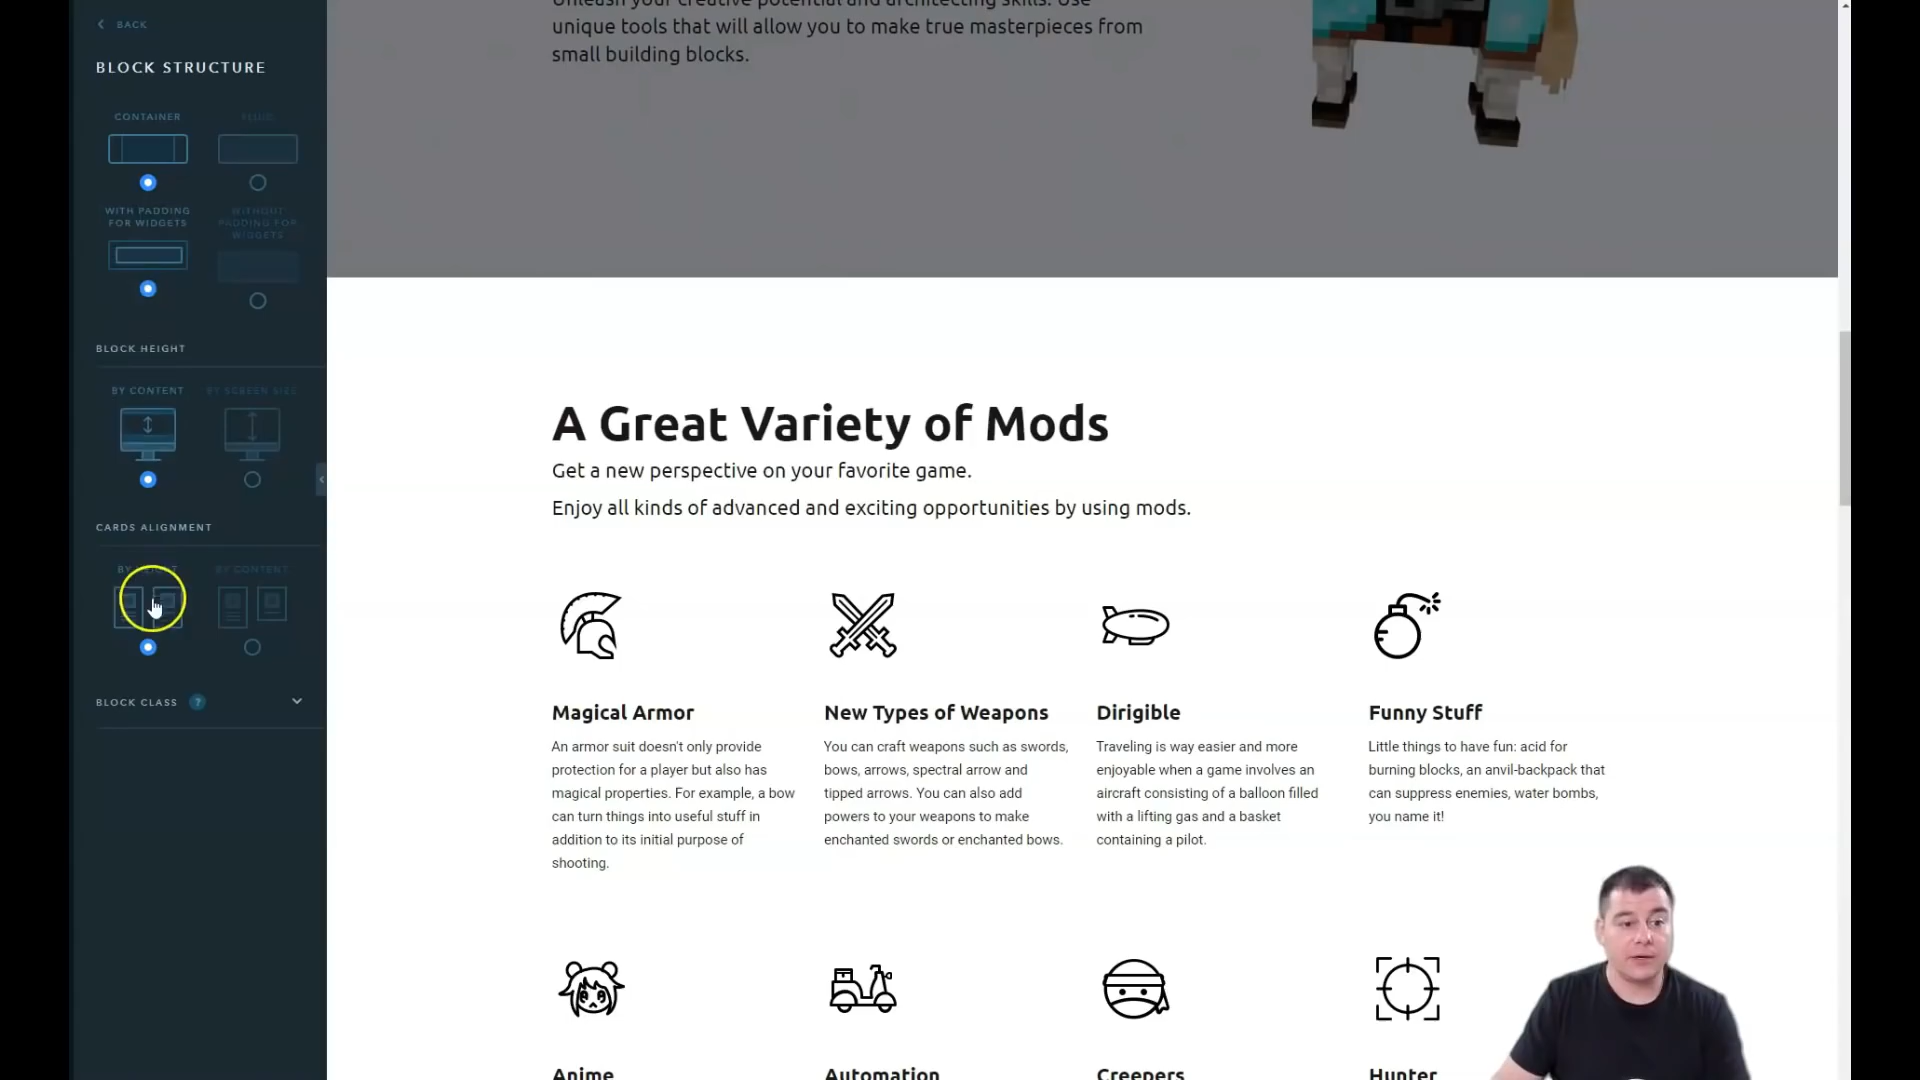 BACK
BLOCK STRUCTURE
CONTAINER
FLUID
WITH PADDING
FOR WIDGETS
WITHOUT
PADDING FOR
WIDGETS
BLOCK HEIGHT
BY CONTENT
BY SCREEN SIZE
CARDS ALIGNMENT
BY CONTENT
BLOCK CLASS ?
unique tools that will allow you to make true masterpieces from
small building blocks.
A Great Variety of Mods
Get a new perspective on your favorite game.
Enjoy all kinds of advanced and exciting opportunities by using mods.
Magical Armor
An armor suit doesn't only provide
protection for a player but also has
magical properties. For example, a bow
can turn things into useful stuff in
addition to its initial purpose of
shooting.
New Types of Weapons
You can craft weapons such as swords,
bows, arrows, spectral arrow and
tipped arrows. You can also add
powers to your weapons to make
enchanted swords or enchanted bows.
Dirigible
Traveling is way easier and more
enjoyable when a game involves an
aircraft consisting of a balloon filled
with a lifting gas and a basket
containing a pilot.
Funny Stuff
Little things to have fun: acid for
burning blocks, an anvil-backpack that
can suppress enemies, water bombs,
you name it!
Anime
Automation
Creepers
Hunter